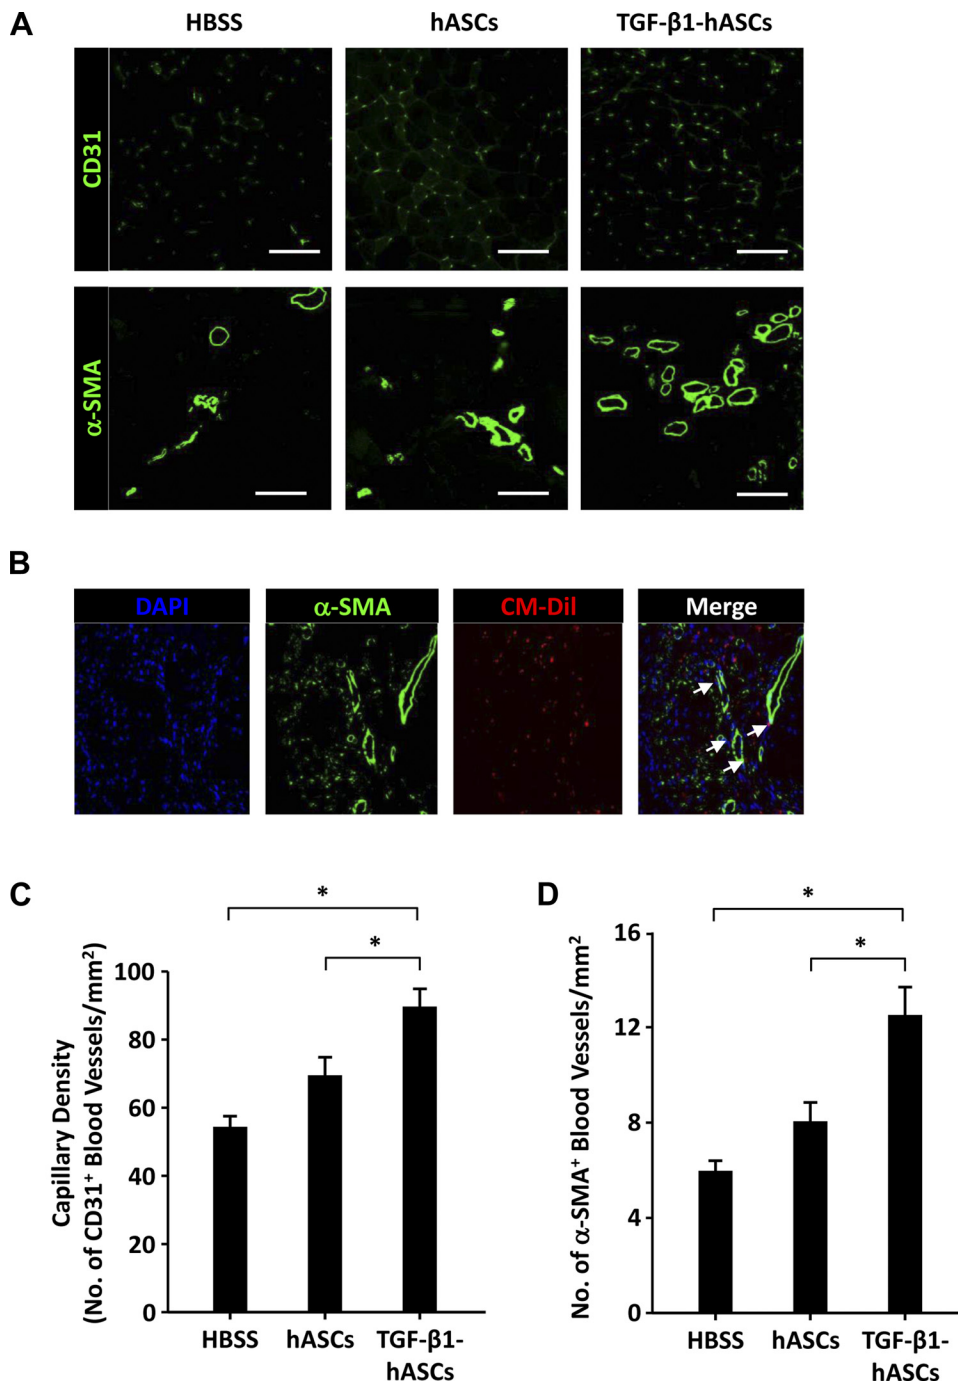 A
HBSS
hASCs
TGF-β1-hASCs
CD31
α-SMA
B
DAPI
α-SMA
CM-Dil
Merge
C
*
*
Capillary Density
(No. of CD31⁺ Blood Vessels/mm²)
100
80
60
40
20
0
HBSS
hASCs
TGF-β1-
hASCs
D
*
*
No. of α-SMA⁺ Blood Vessels/mm²
16
12
8
4
0
HBSS
hASCs
TGF-β1-
hASCs